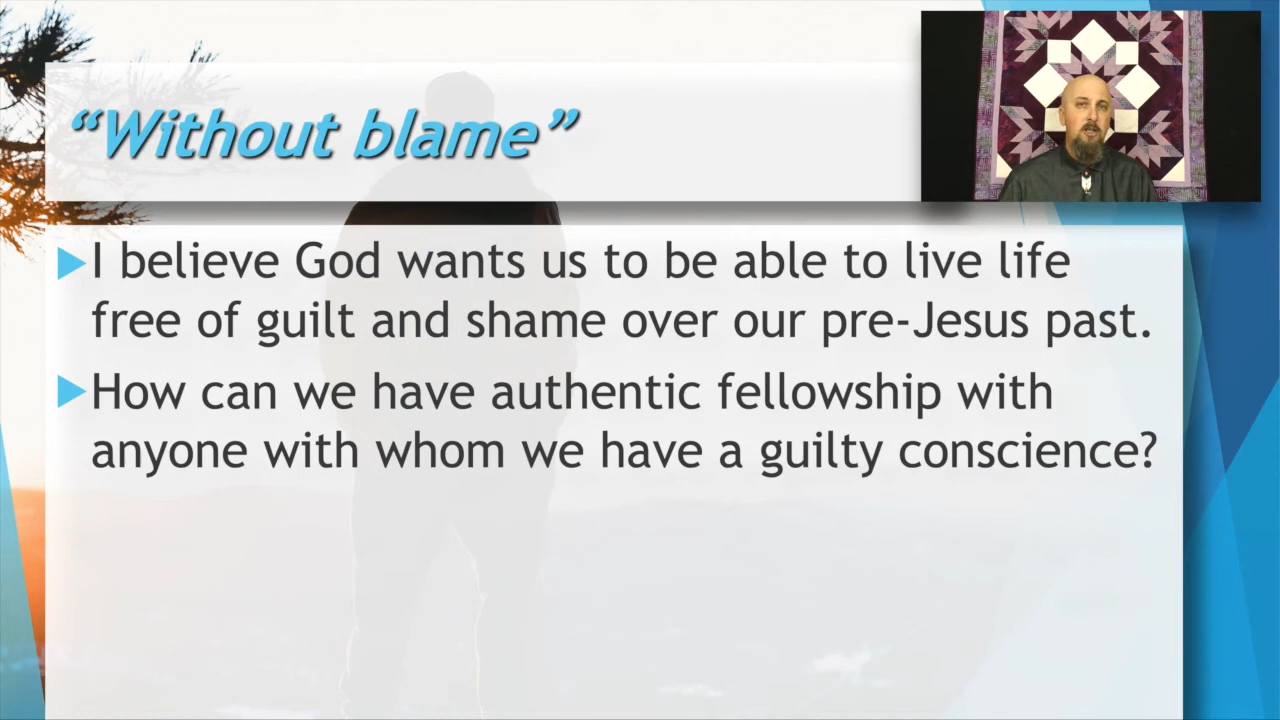 “Without blame”
I believe God wants us to be able to live life
free of guilt and shame over our pre-Jesus past.
How can we have authentic fellowship with
anyone with whom we have a guilty conscience?